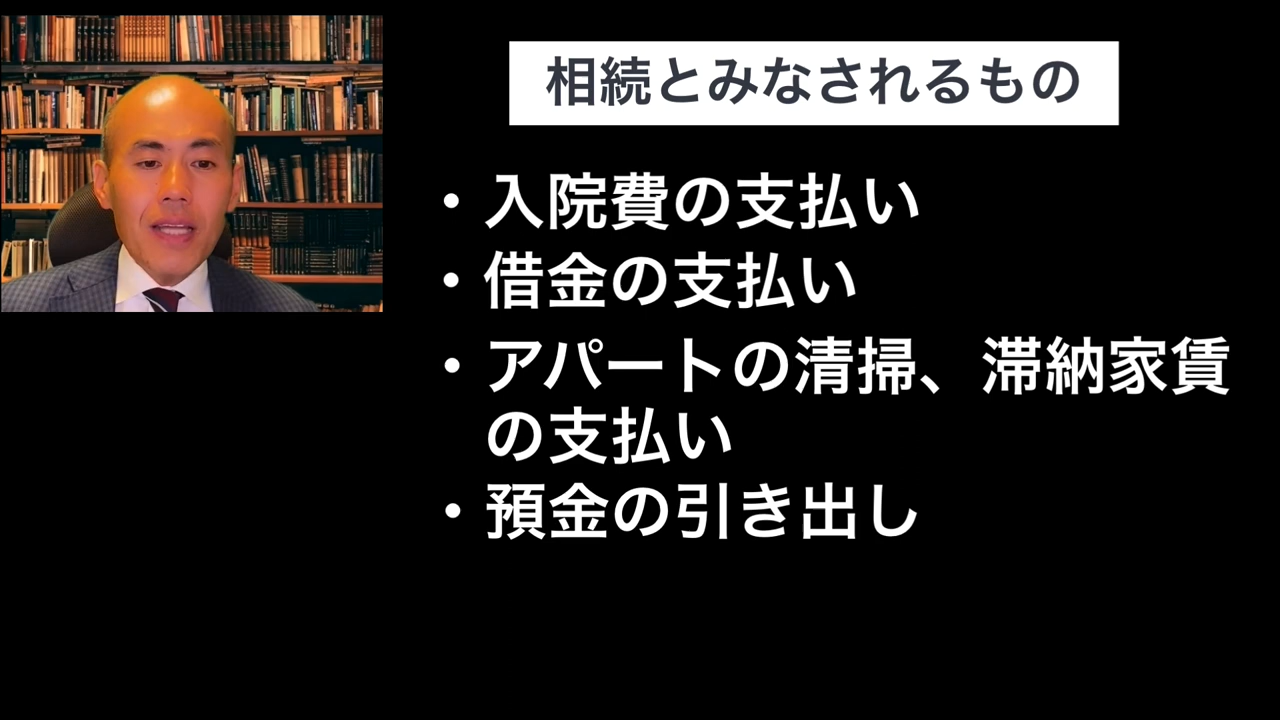 相続とみなされるもの
・入院費の支払い
・借金の支払い
・アパートの清掃、滞納家賃
の支払い
・預金の引き出し